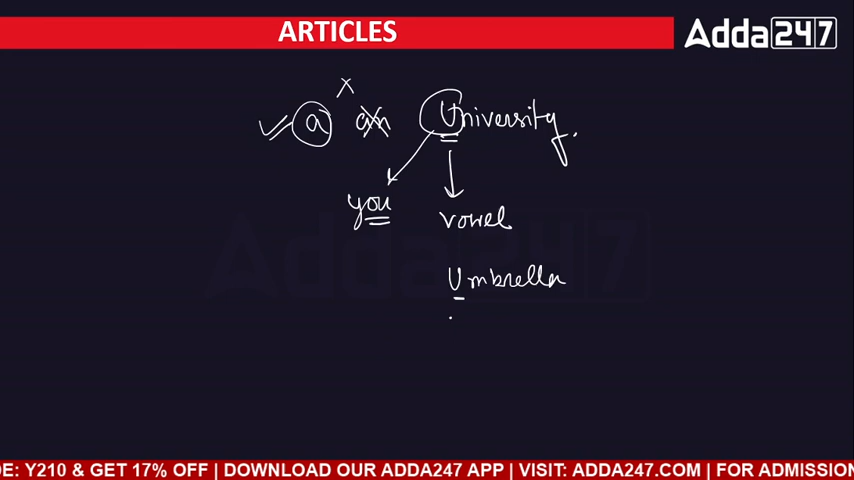 ARTICLES
Adda247
x
a an University.
you vowel
Adda247
Umbrella
DE: Y210 & GET 17% OFF | DOWNLOAD OUR ADDA247 APP | VISIT: ADDA247.COM | FOR ADMISSION